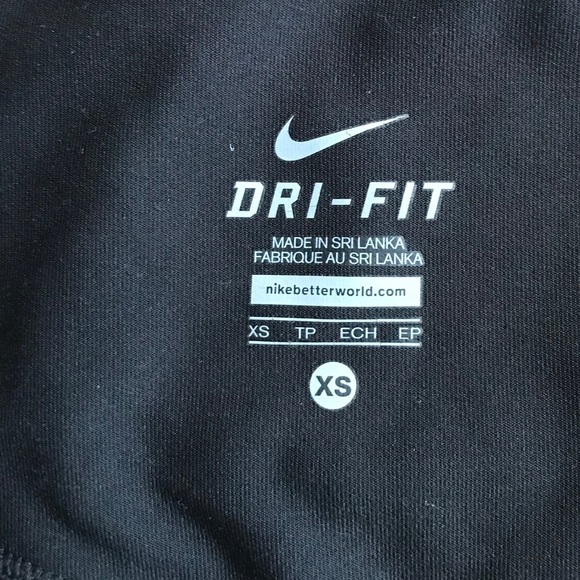 DRI-FIT
MADE IN SRI LANKA
FABRIQUE AU SRI LANKA
nikebetterworld.com
XS TP ECH EP
XS